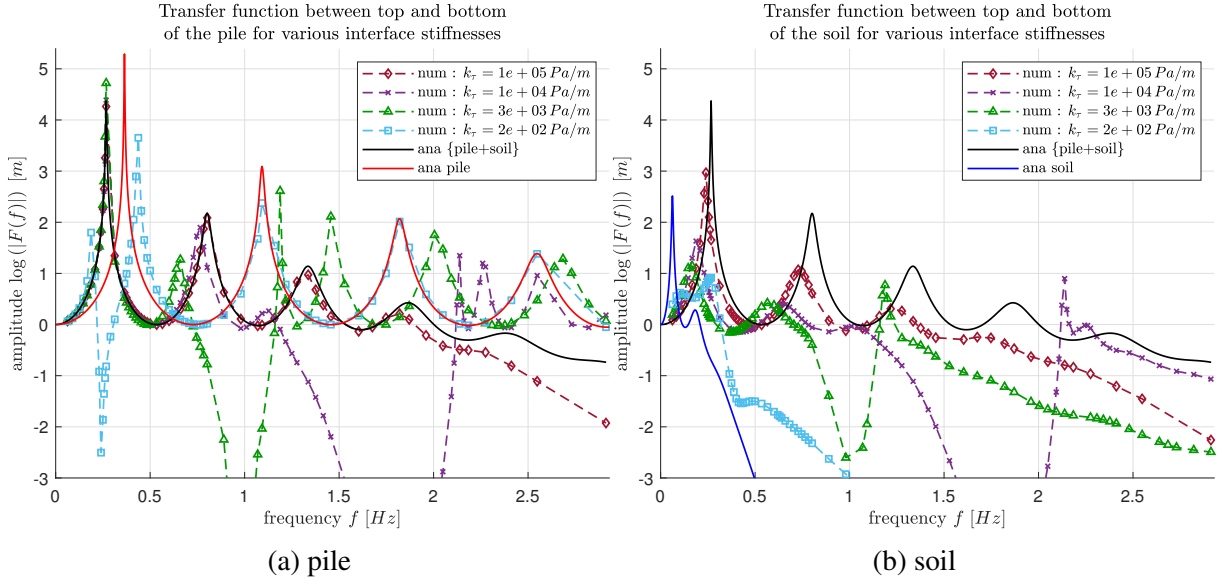 Transfer function between top and bottom
of the pile for various interface stiffnesses
amplitude log (|F(f)|) [m]
5
4
3
2
1
0
-1
-2
-3
num : kτ = 1e + 05 Pa/m
num : kτ = 1e + 04 Pa/m
num : kτ = 3e + 03 Pa/m
num : kτ = 2e + 02 Pa/m
ana {pile+soil}
ana pile
0 0.5 1 1.5 2 2.5
frequency f [Hz]
(a) pile
Transfer function between top and bottom
of the soil for various interface stiffnesses
amplitude log (|F(f)|) [m]
5
4
3
2
1
0
-1
-2
-3
num : kτ = 1e + 05 Pa/m
num : kτ = 1e + 04 Pa/m
num : kτ = 3e + 03 Pa/m
num : kτ = 2e + 02 Pa/m
ana {pile+soil}
ana soil
0 0.5 1 1.5 2 2.5
frequency f [Hz]
(b) soil